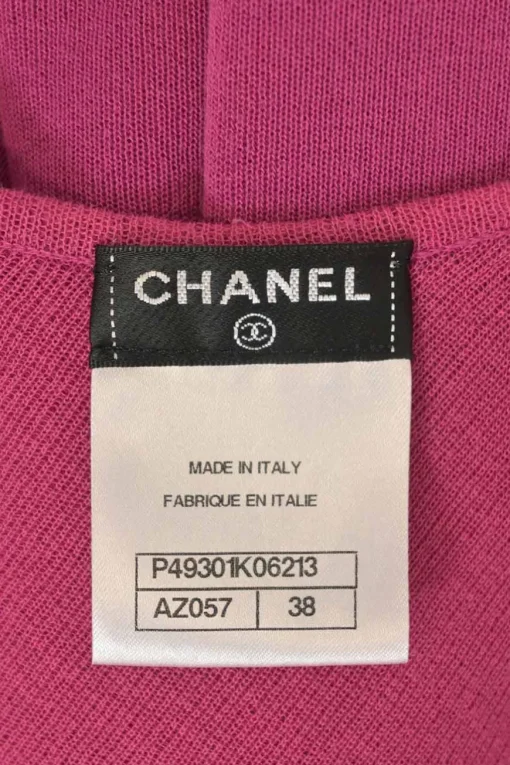 CHANEL
MADE IN ITALY
FABRIQUE EN ITALIE
P49301K06213
AZ057 38